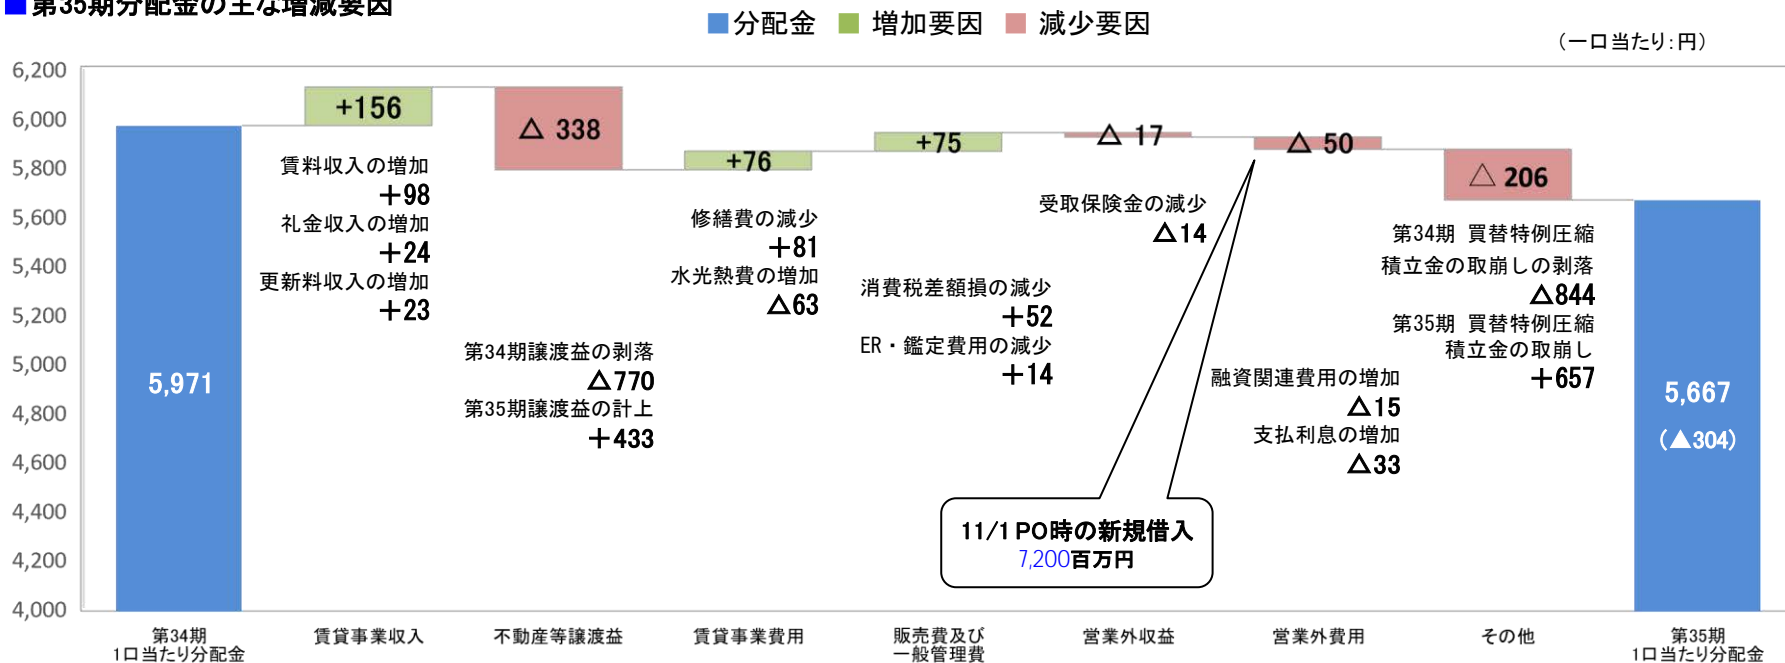 ■第35期分配金の主な増減要因
分配金 増加要因 減少要因
（一口当たり：円）
6,200
6,000
5,800
5,600
5,400
5,200
5,000
4,800
4,600
4,400
4,200
4,000
5,971
+156
賃料収入の増加
+98
礼金収入の増加
+24
更新料収入の増加
+23
△ 338
第34期譲渡益の剥落
△770
第35期譲渡益の計上
+433
+76
修繕費の減少
+81
水光熱費の増加
△63
+75
消費税差額損の減少
+52
ER・鑑定費用の減少
+14
△ 17
受取保険金の減少
△14
△ 50
融資関連費用の増加
△15
支払利息の増加
△33
11/1 PO時の新規借入
7,200百万円
△ 206
第34期 買替特例圧縮
積立金の取崩しの剥落
△844
第35期 買替特例圧縮
積立金の取崩し
+657
5,667
(▲304)
第34期
1口当たり分配金
賃貸事業収入
不動産等譲渡益
賃貸事業費用
販売費及び
一般管理費
営業外収益
営業外費用
その他
第35期
1口当たり分配金